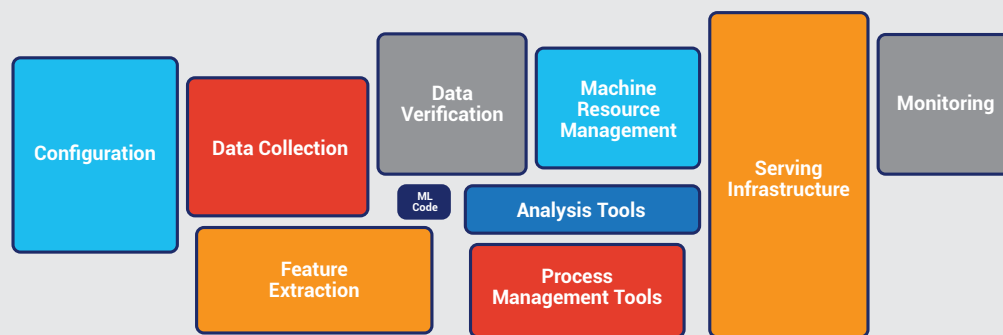 Configuration
Data Collection
Data
Verification
Machine
Resource
Management
Serving
Infrastructure
Monitoring
ML
Code
Analysis Tools
Feature
Extraction
Process
Management Tools